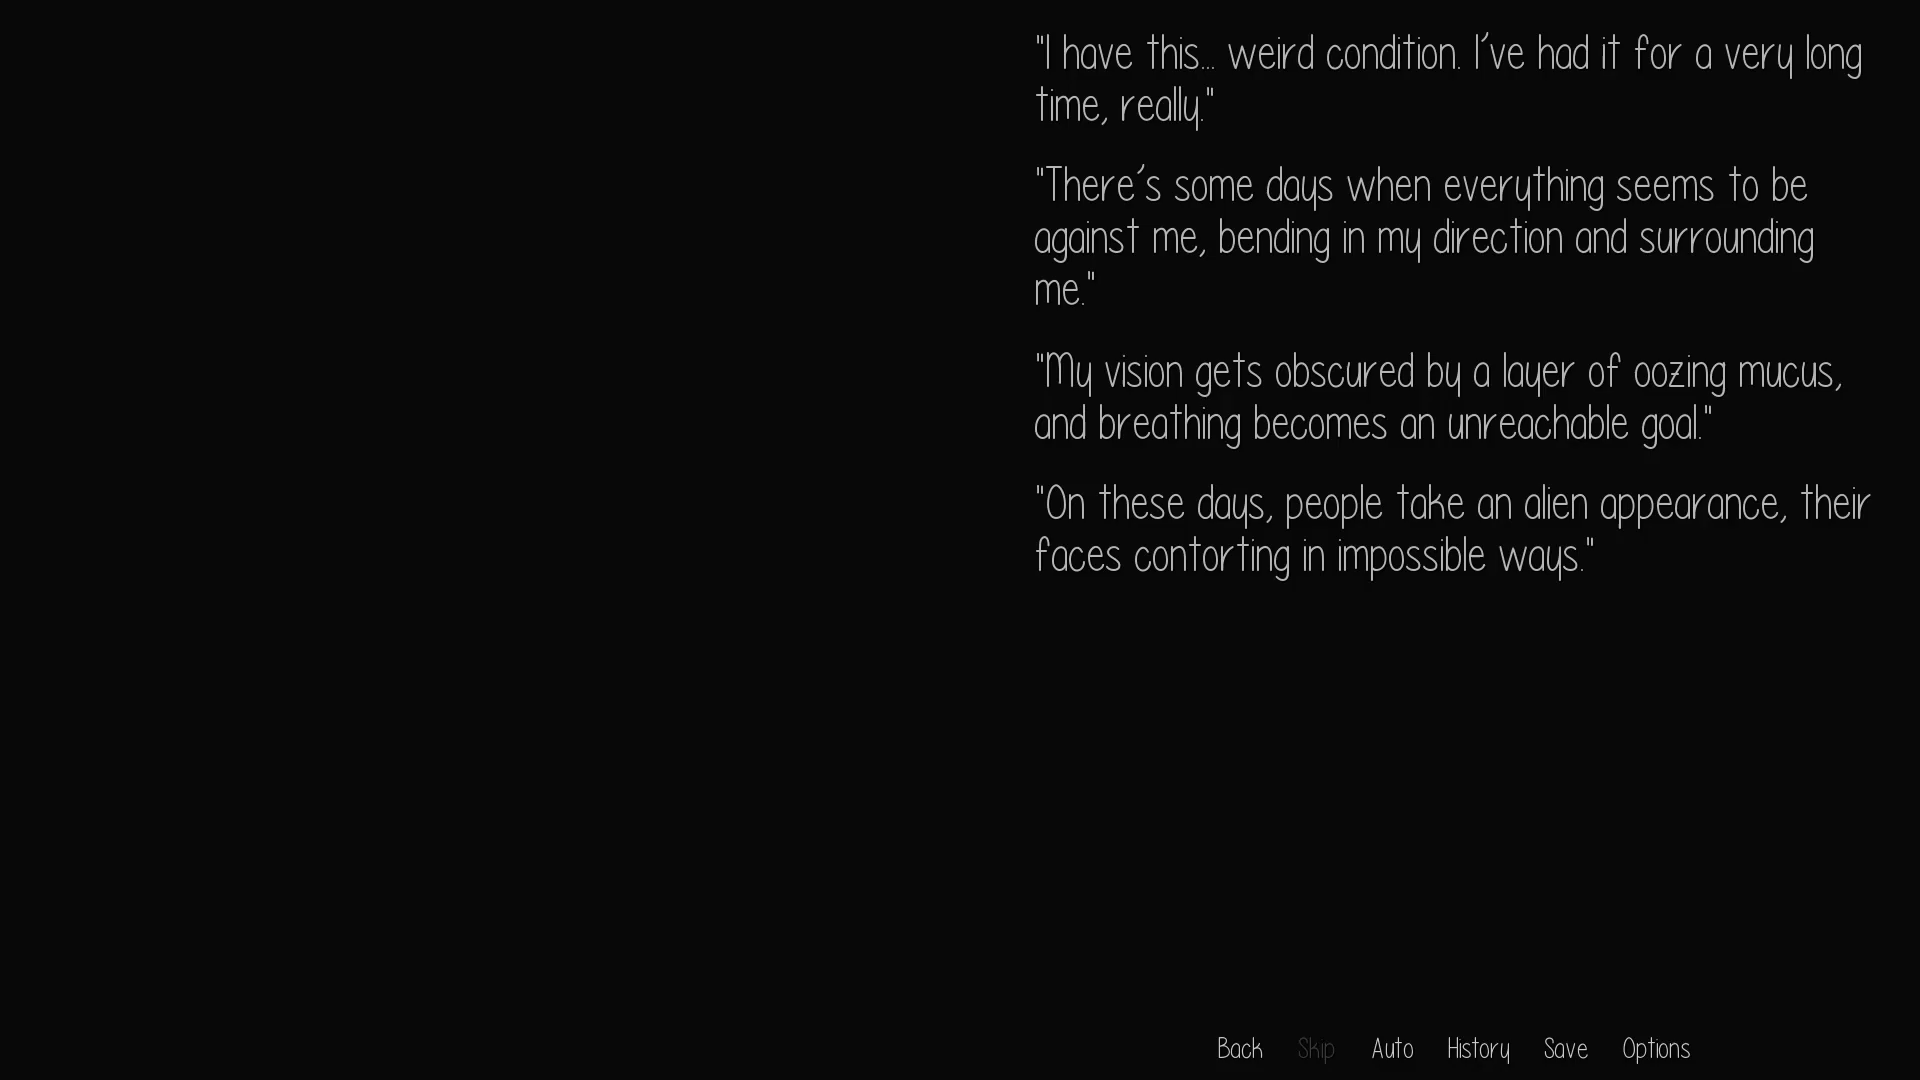 "I have this... weird condition. I've had it for a very long
time, really."
"There's some days when everything seems to be
against me, bending in my direction and surrounding
me."
"My vision gets obscured by a layer of oozing mucus,
and breathing becomes an unreachable goal."
"On these days, people take an alien appearance, their
faces contorting in impossible ways."
Back Skip Auto History Save Options